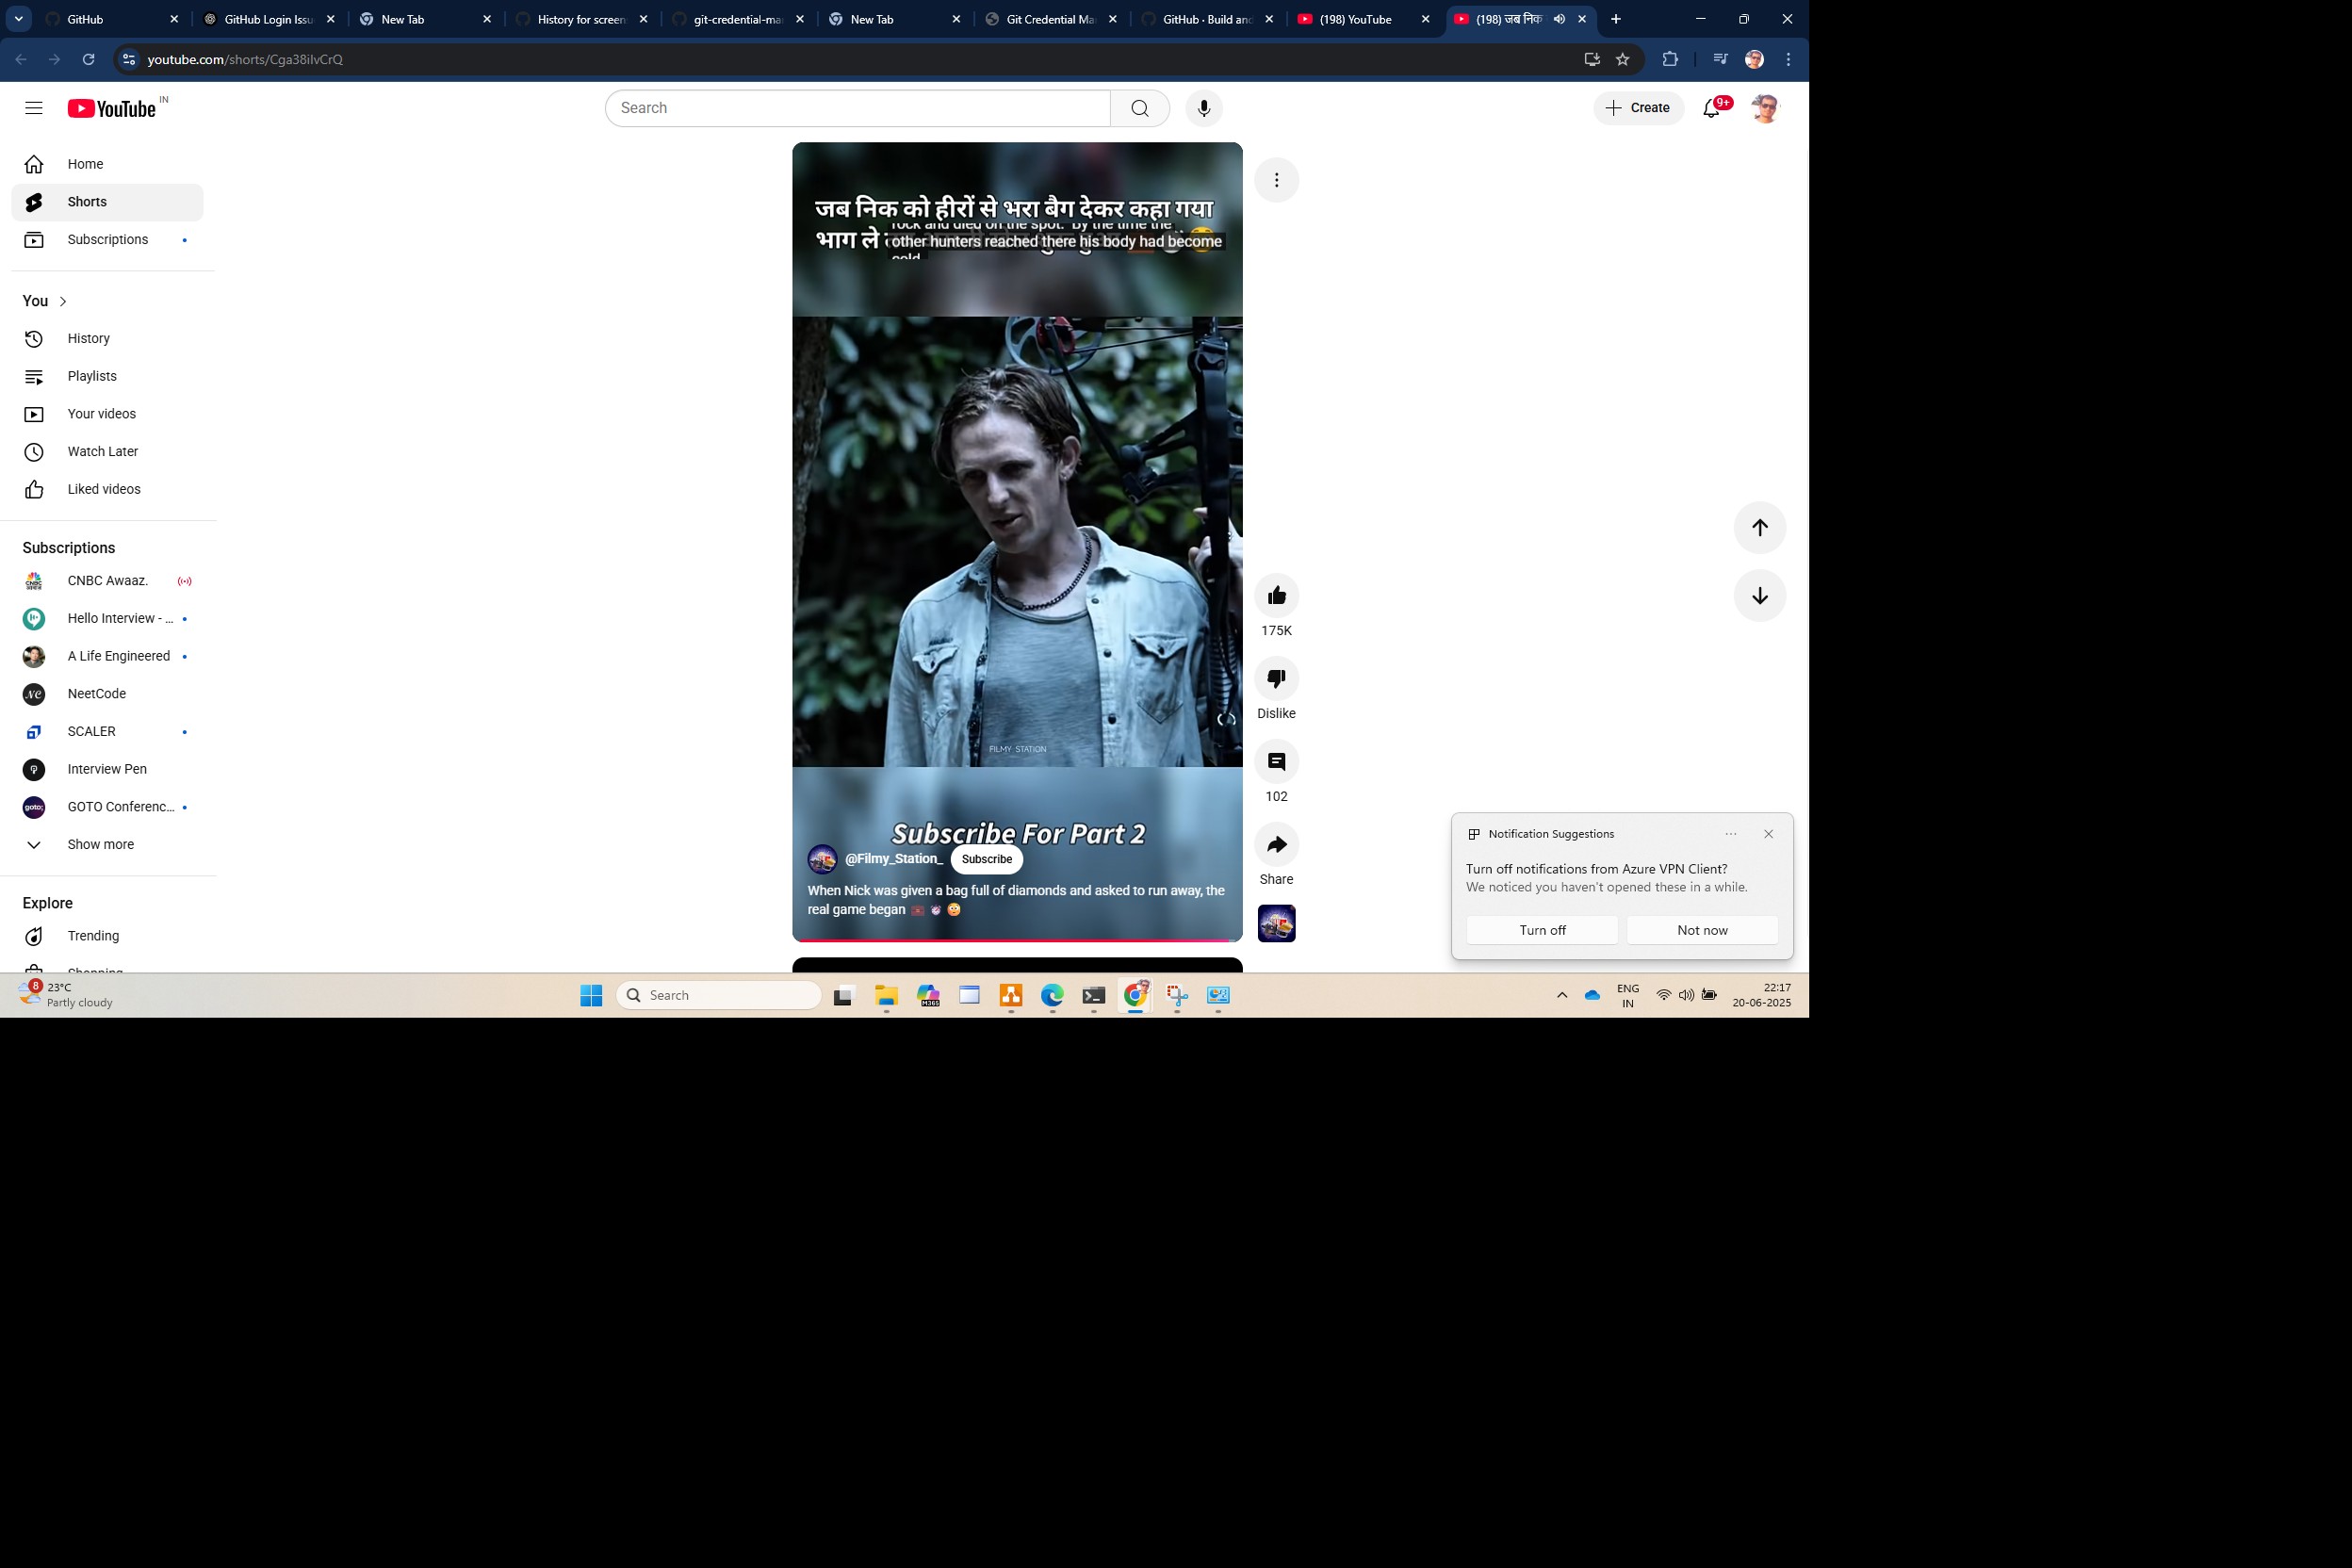 GitHub
GitHub Login Issu
New Tab
History for screen
git-credential-ma
New Tab
Git Credential Ma
GitHub · Build and
(198) YouTube
(198) जब निक
youtube.com/shorts/Cga38ilvCrQ
YouTube IN
Search
Create
9+
Home
Shorts
Subscriptions
You
History
Playlists
Your videos
Watch Later
Liked videos
Subscriptions
CNBC Awaaz.
Hello Interview - ...
A Life Engineered
NeetCode
SCALER
Interview Pen
GOTO Conferenc...
Show more
Explore
Trending
Shopping
जब निक को हीरों से भरा बैग देकर कहा गया
भाग ले
rock and died on the spot. By the time the
other hunters reached there his body had become
cold
FILMY STATION
Subscribe For Part 2
@Filmy_Station_
Subscribe
When Nick was given a bag full of diamonds and asked to run away, the
real game began
175K
Dislike
102
Share
Notification Suggestions
Turn off notifications from Azure VPN Client?
We noticed you haven't opened these in a while.
Turn off
Not now
8
23°C
Partly cloudy
Search
M365
ENG
IN
22:17
20-06-2025